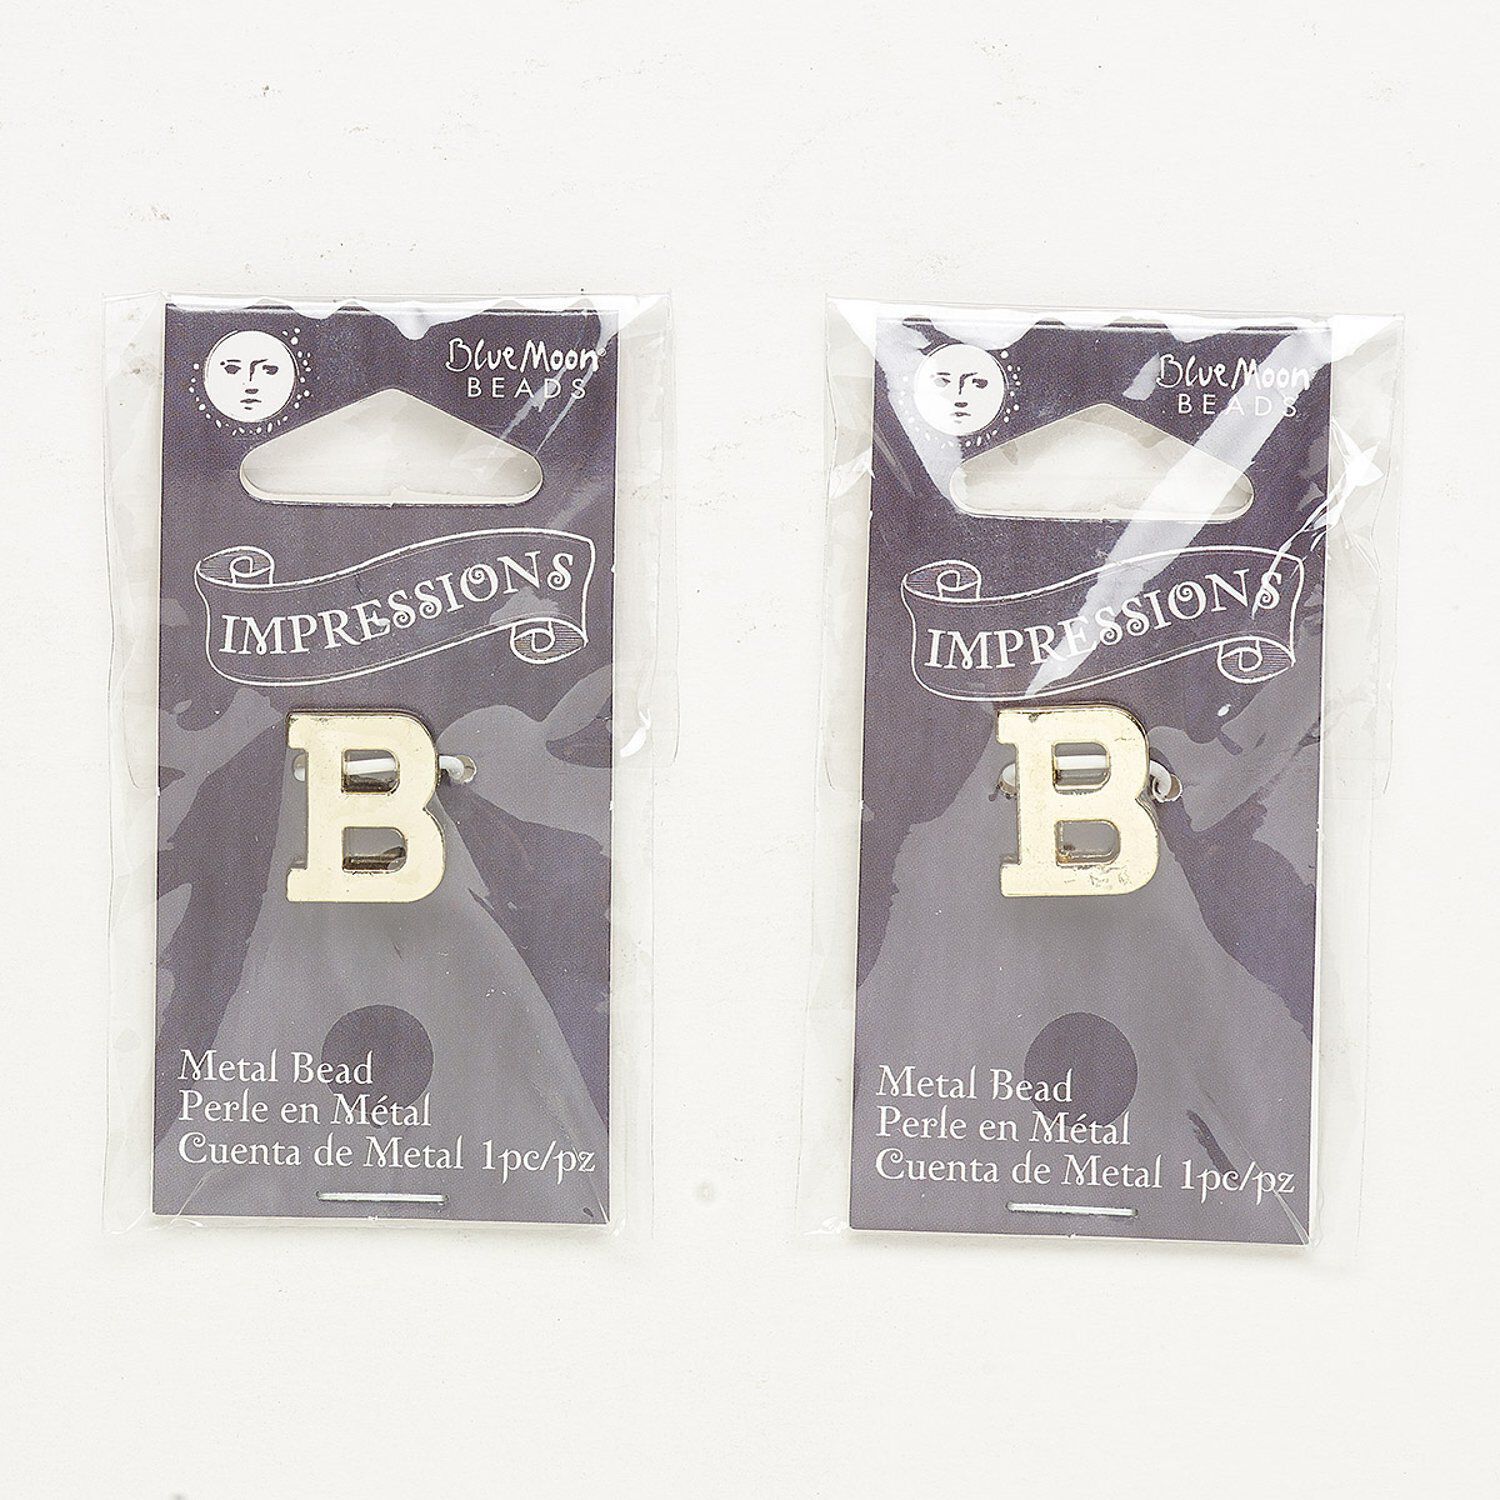 Blue Moon®
BEADS
IMPRESSIONS
B
Metal Bead
Perle en Métal
Cuenta de Metal 1pc/pz
Blue Moon
BEADS
IMPRESSIONS
B
Metal Bead
Perle en Métal
Cuenta de Metal 1pc/pz